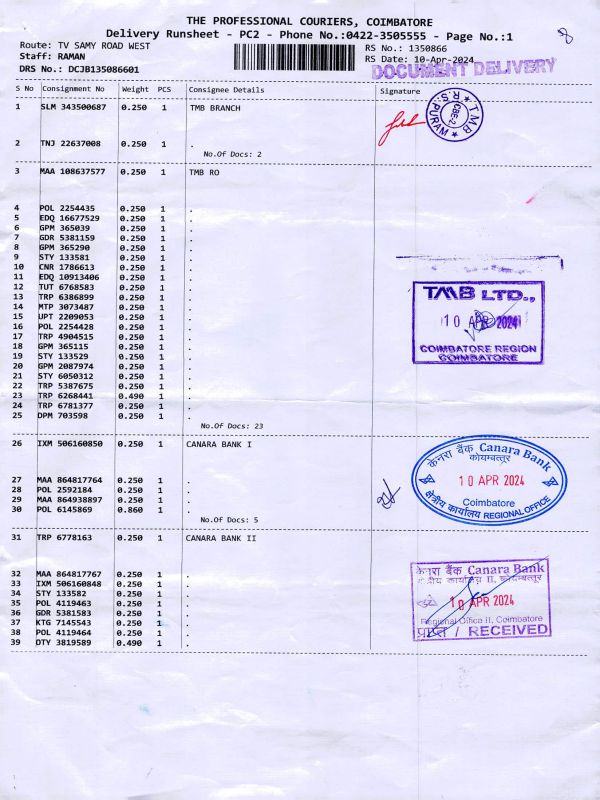 THE PROFESSIONAL COURIERS, COIMBATORE
Delivery Runsheet - PC2 - Phone No.:0422-3505555 - Page No.:1
8
Route: TV SAMY ROAD WEST
RS No.: 1350866
Staff: RAMAN
RS Date: 10-Apr-2024
DRS No.: DCJB135086601
DOCUMENT DELIVERY
S No Consignment No Weight PCS Consignee Details Signature
1 SLM 343500687 0.250 1 TMB BRANCH
★ TMB ★ R.S. PURAM
CBE-2
2 TNJ 22637008 0.250 1 .
No.Of Docs: 2
3 MAA 108637577 0.250 1 TMB RO
4 POL 2254435 0.250 1 .
5 EDQ 16677529 0.250 1 .
6 GPM 365039 0.250 1 .
7 GDR 5381159 0.250 1 .
8 GPM 365290 0.250 1 .
9 STY 133581 0.250 1 .
10 CNR 1786613 0.250 1 .
11 EDQ 10913406 0.250 1 .
12 TUT 6768583 0.250 1 .
13 TRP 6386899 0.250 1 .
14 MTP 3073487 0.250 1 .
15 UPT 2209053 0.250 1 .
16 POL 2254428 0.250 1 .
17 TRP 4904515 0.250 1 .
18 GPM 365115 0.250 1 .
19 STY 133529 0.250 1 .
20 GPM 2087974 0.250 1 .
21 STY 6050312 0.250 1 .
22 TRP 5387675 0.250 1 .
23 TRP 6268441 0.490 1 .
24 TRP 6781377 0.250 1 .
25 DPM 703598 0.250 1 .
No.Of Docs: 23
TMB LTD.,
10 APR 2024
COIMBATORE REGION
COIMBATORE
26 IXM 506160850 0.250 1 CANARA BANK I
27 MAA 864817764 0.250 1 .
28 POL 2592184 0.250 1 .
29 MAA 864938897 0.250 1 .
30 POL 6145869 0.860 1 .
No.Of Docs: 5
केनरा बैंक Canara Bank
कोयम्बत्तूर
10 APR 2024
Coimbatore
क्षेत्रीय कार्यालय REGIONAL OFFICE
31 TRP 6778163 0.250 1 CANARA BANK II
32 MAA 864817767 0.250 1 .
33 IXM 506160848 0.250 1 .
34 STY 133582 0.250 1 .
35 POL 4119463 0.250 1 .
36 GDR 5381583 0.250 1 .
37 KTG 7145543 0.250 1 .
38 POL 4119464 0.250 1 .
39 OTY 3819589 0.490 1 .
केनरा बैंक Canara Bank
क्षेत्रीय कार्यालय II, कोयम्बत्तूर
10 APR 2024
Regional Office II, Coimbatore
प्राप्त / RECEIVED